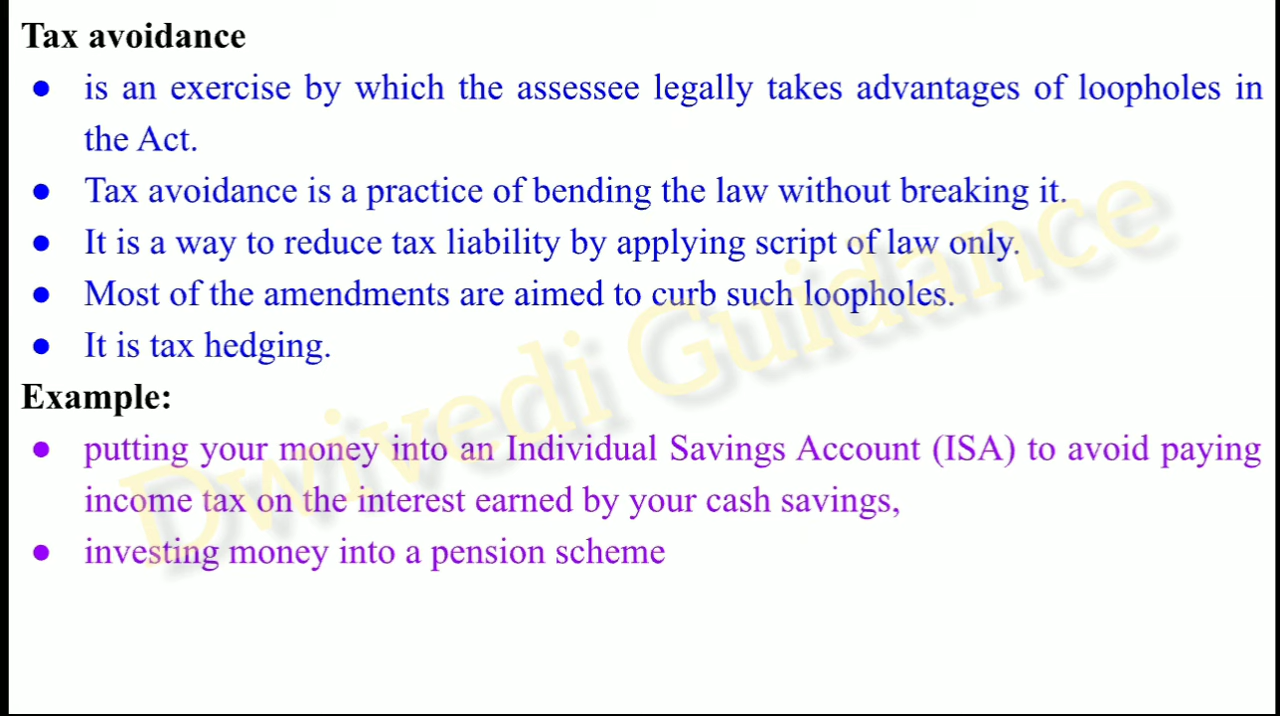 Tax avoidance
● is an exercise by which the assessee legally takes advantages of loopholes in
the Act.
● Tax avoidance is a practice of bending the law without breaking it.
● It is a way to reduce tax liability by applying script of law only.
● Most of the amendments are aimed to curb such loopholes.
● It is tax hedging.
Example:
● putting your money into an Individual Savings Account (ISA) to avoid paying
income tax on the interest earned by your cash savings,
● investing money into a pension scheme
Dwivedi Guidance